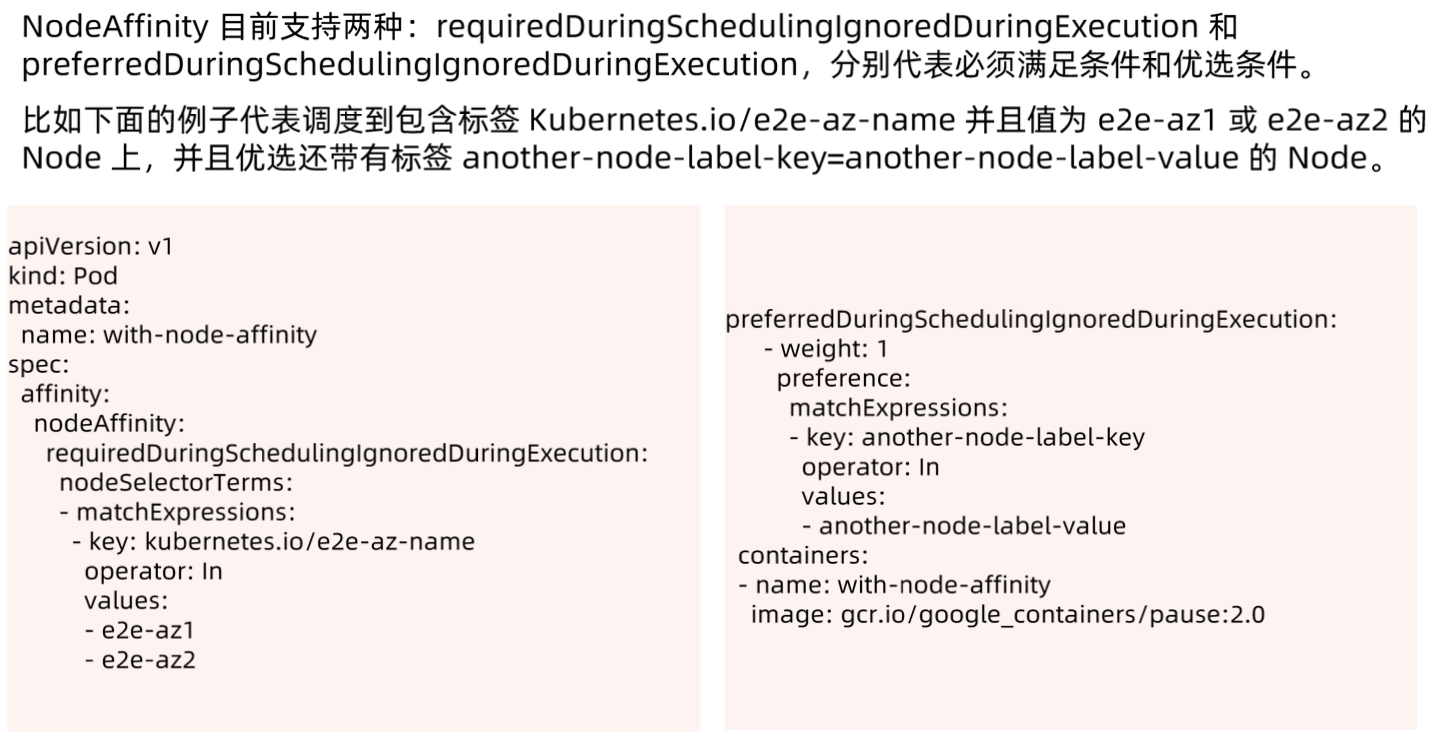 NodeAffinity 目前支持两种：requiredDuringSchedulingIgnoredDuringExecution 和
preferredDuringSchedulingIgnoredDuringExecution，分别代表必须满足条件和优选条件。
比如下面的例子代表调度到包含标签 Kubernetes.io/e2e-az-name 并且值为 e2e-az1 或 e2e-az2 的
Node 上，并且优选还带有标签 another-node-label-key=another-node-label-value 的 Node。
apiVersion: v1
kind: Pod
metadata:
  name: with-node-affinity
spec:
  affinity:
    nodeAffinity:
      requiredDuringSchedulingIgnoredDuringExecution:
        nodeSelectorTerms:
        - matchExpressions:
          - key: kubernetes.io/e2e-az-name
            operator: In
            values:
            - e2e-az1
            - e2e-az2
preferredDuringSchedulingIgnoredDuringExecution:
      - weight: 1
        preference:
          matchExpressions:
          - key: another-node-label-key
            operator: In
            values:
            - another-node-label-value
  containers:
  - name: with-node-affinity
    image: gcr.io/google_containers/pause:2.0